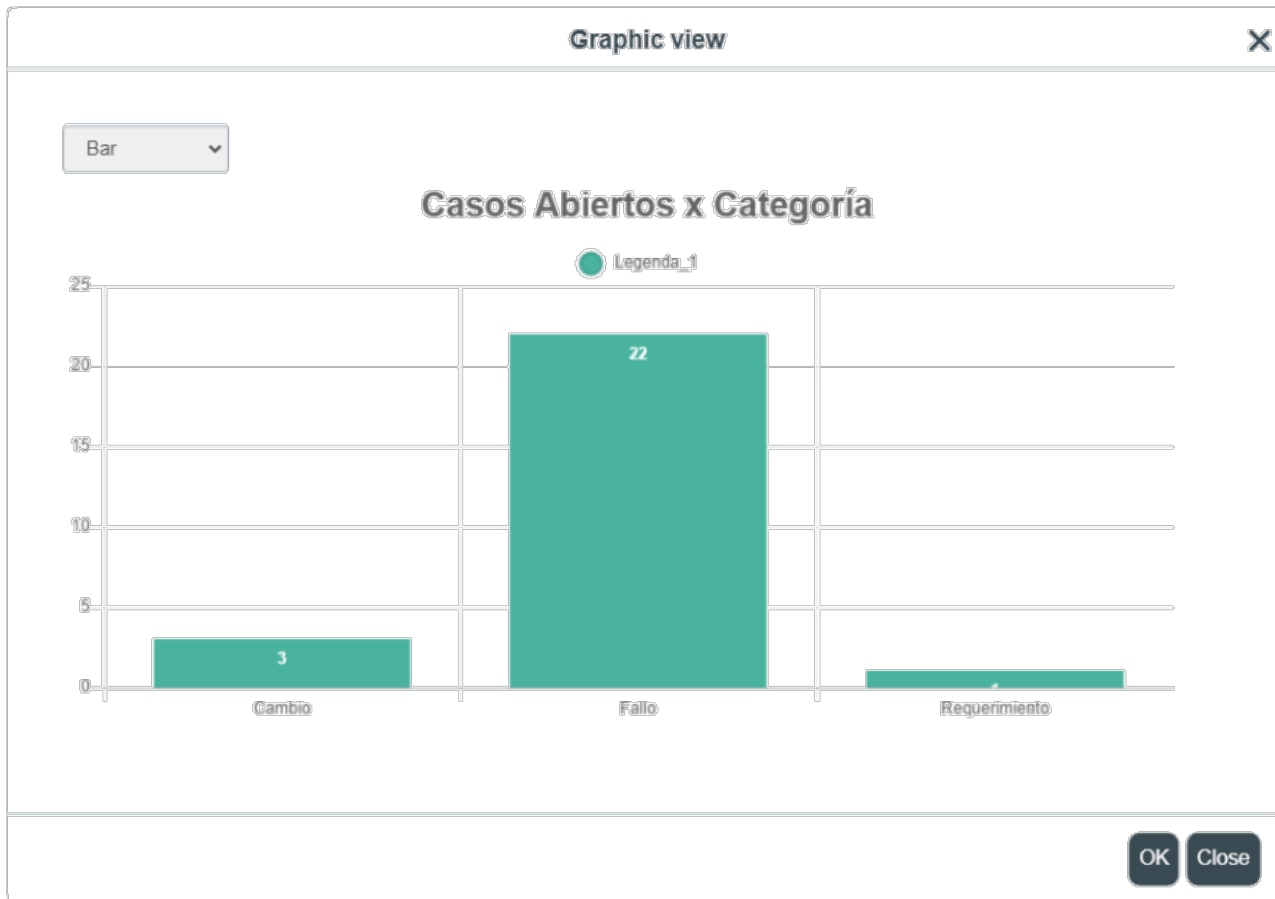 Graphic view
Bar
Casos Abiertos x Categoría
Legenda_1
25
20
15
10
5
0
22
3
Cambio
Fallo
Requerimiento
OK
Close